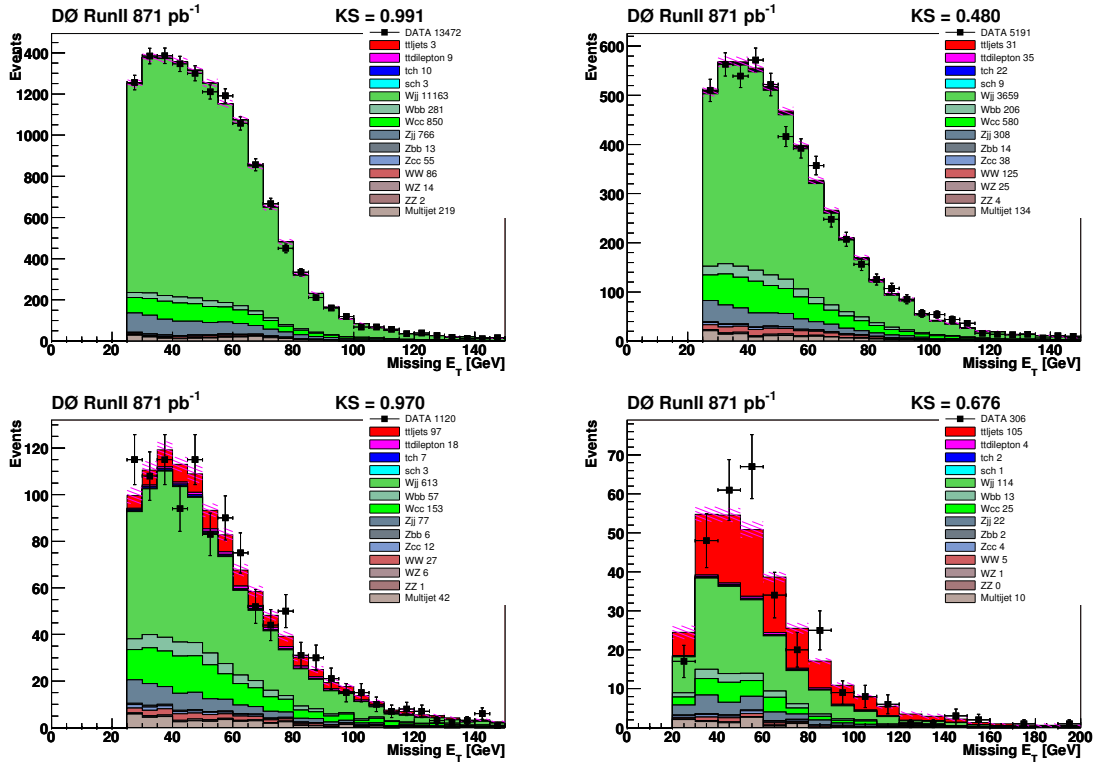 DØ RunII 871 pb⁻¹ KS = 0.991
Events
1400
1200
1000
800
600
400
200
0
DATA 13472
ttljets 3
ttdilepton 9
tch 10
sch 3
Wjj 11163
Wbb 281
Wcc 850
Zjj 766
Zbb 13
Zcc 55
WW 86
WZ 14
ZZ 2
Multijet 219
0 20 40 60 80 100 120 140
Missing E_T [GeV]
DØ RunII 871 pb⁻¹ KS = 0.480
Events
600
500
400
300
200
100
0
DATA 5191
ttljets 31
ttdilepton 35
tch 22
sch 9
Wjj 3659
Wbb 206
Wcc 580
Zjj 308
Zbb 14
Zcc 38
WW 125
WZ 25
ZZ 4
Multijet 134
0 20 40 60 80 100 120 140
Missing E_T [GeV]
DØ RunII 871 pb⁻¹ KS = 0.970
Events
120
100
80
60
40
20
0
DATA 1120
ttljets 97
ttdilepton 18
tch 7
sch 3
Wjj 613
Wbb 57
Wcc 153
Zjj 77
Zbb 6
Zcc 12
WW 27
WZ 6
ZZ 1
Multijet 42
0 20 40 60 80 100 120 140
Missing E_T [GeV]
DØ RunII 871 pb⁻¹ KS = 0.676
Events
70
60
50
40
30
20
10
0
DATA 306
ttljets 105
ttdilepton 4
tch 2
sch 1
Wjj 114
Wbb 13
Wcc 25
Zjj 22
Zbb 2
Zcc 4
WW 5
WZ 1
ZZ 0
Multijet 10
0 20 40 60 80 100 120 140 160 180 200
Missing E_T [GeV]